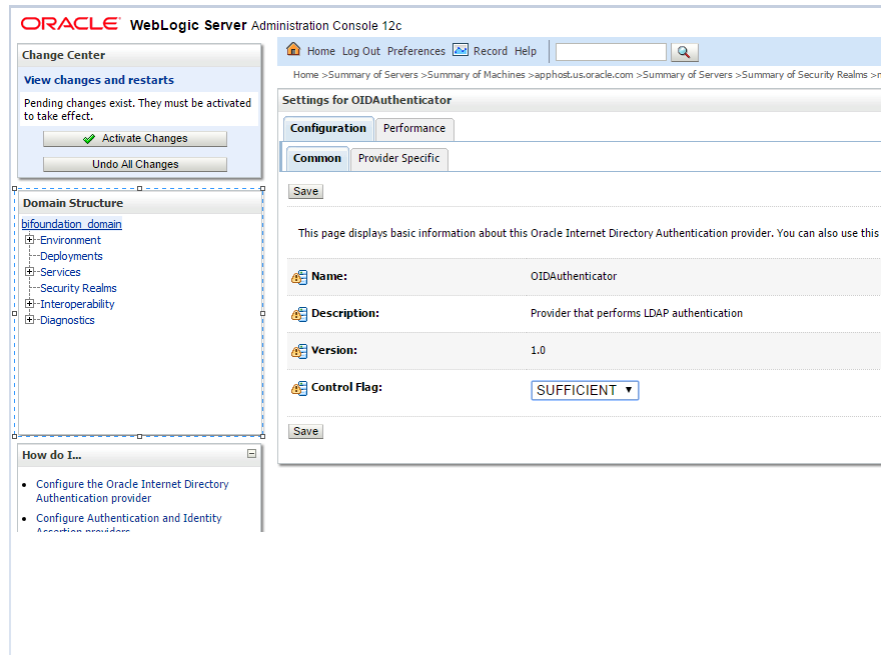 ORACLE WebLogic Server Administration Console 12c
Change Center
View changes and restarts
Pending changes exist. They must be activated
to take effect.
Activate Changes
Undo All Changes
Domain Structure
bifoundation_domain
Environment
Deployments
Services
Security Realms
Interoperability
Diagnostics
How do I...
Configure the Oracle Internet Directory
Authentication provider
Configure Authentication and Identity
Assertion providers
Home Log Out Preferences Record Help
Home >Summary of Servers >Summary of Machines >apphost.us.oracle.com >Summary of Servers >Summary of Security Realms >
Settings for OIDAuthenticator
Configuration Performance
Common Provider Specific
Save
This page displays basic information about this Oracle Internet Directory Authentication provider. You can also use this
Name: OIDAuthenticator
Description: Provider that performs LDAP authentication
Version: 1.0
Control Flag: SUFFICIENT
Save